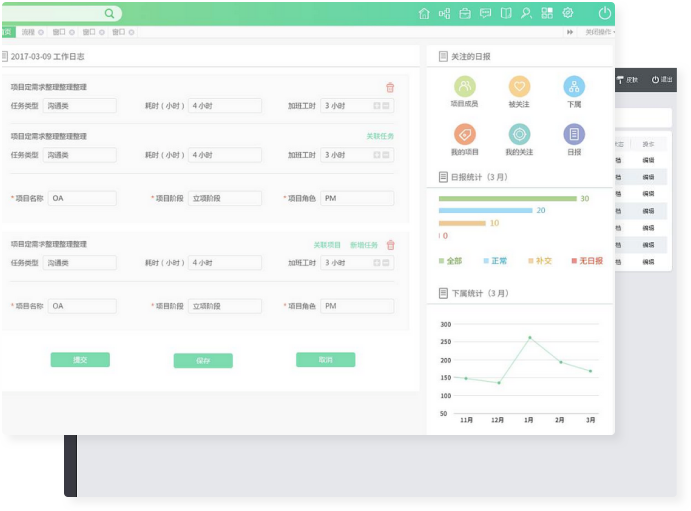 首页 流程 窗口 窗口 窗口 关闭操作
2017-03-09 工作日志
项目定需求整理整理整理
任务类型 沟通类 耗时（小时） 4 小时 加班工时 3 小时
项目定需求整理整理整理 关联任务
任务类型 沟通类 耗时（小时） 4 小时 加班工时 3 小时
* 项目名称 OA * 项目阶段 立项阶段 * 项目角色 PM
项目定需求整理整理整理 关联项目 新增任务
任务类型 沟通类 耗时（小时） 4 小时 加班工时 3 小时
* 项目名称 OA * 项目阶段 立项阶段 * 项目角色 PM
提交 保存 取消
关注的日报
项目成员 被关注 下属
我的项目 我的关注 日报
日报统计（3 月）
30
20
10
0
全部 正常 补交 无日报
下属统计（3 月）
300
250
200
150
100
50
11月 12月 1月 2月 3月
皮肤 退出
操作
编辑
编辑
编辑
编辑
编辑
编辑
编辑